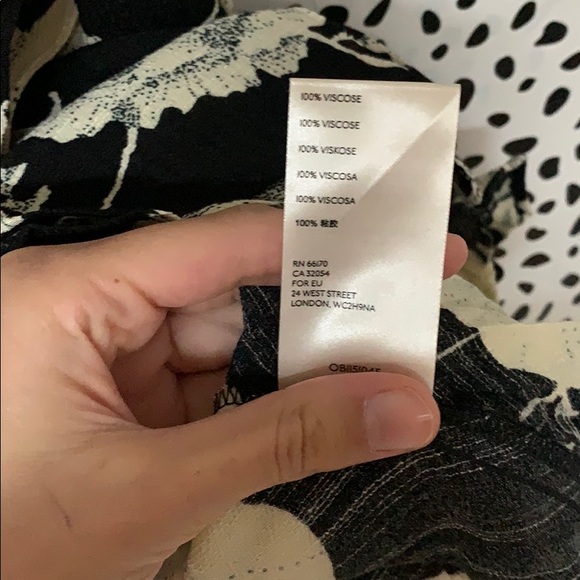 100% VISCOSE
100% VISCOSE
100% VISKOSE
100% VISCOSA
100% VISCOSA
100% 粘胶
RN 66170
CA 32054
FOR EU
24 WEST STREET
LONDON, WC2H9NA